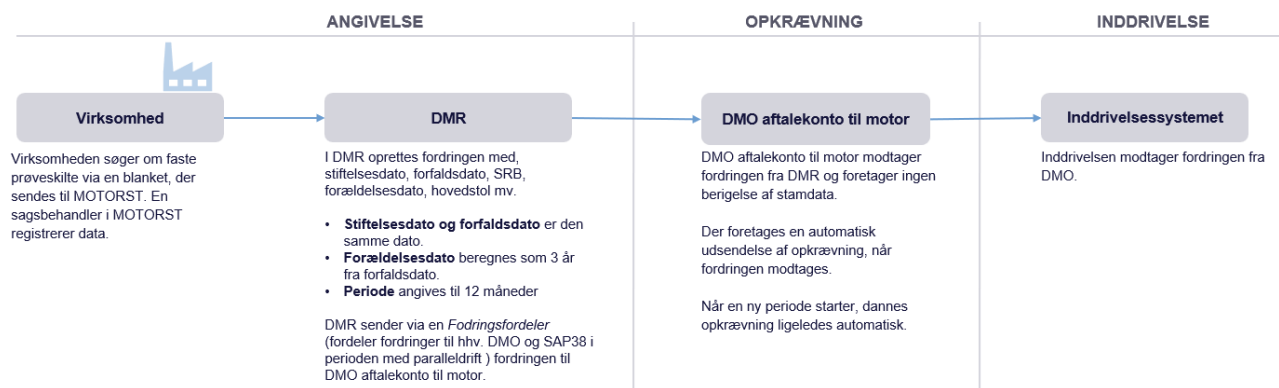 ANGIVELSE
OPKRÆVNING
INDDRIVELSE
Virksomhed
Virksomheden søger om faste
prøveskilte via en blanket, der
sendes til MOTORST. En
sagsbehandler i MOTORST
registrerer data.
DMR
I DMR oprettes fordringen med,
stiftelsesdato, forfaldsdato, SRB,
forældelsesdato, hovedstol mv.
• Stiftelsesdato og forfaldsdato er den
samme dato.
• Forældelsesdato beregnes som 3 år
fra forfaldsdato.
• Periode angives til 12 måneder
DMR sender via en Fodringsfordeler
(fordeler fordringer til hhv. DMO og SAP38 i
perioden med paralleldrift ) fordringen til
DMO aftalekonto til motor.
DMO aftalekonto til motor
DMO aftalekonto til motor modtager
fordringen fra DMR og foretager ingen
berigelse af stamdata.
Der foretages en automatisk
udsendelse af opkrævning, når
fordringen modtages.
Når en ny periode starter, dannes
opkrævning ligeledes automatisk.
Inddrivelsessystemet
Inddrivelsen modtager fordringen fra
DMO.